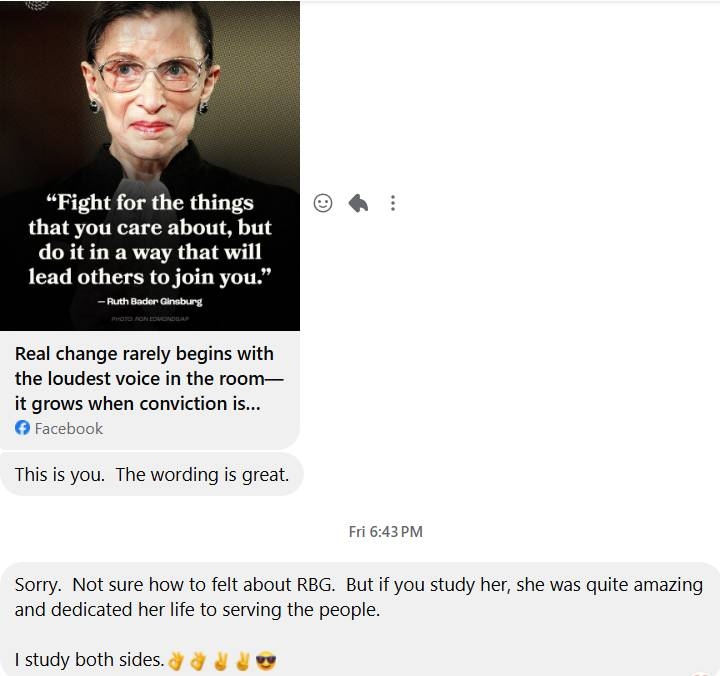 “Fight for the things
that you care about, but
do it in a way that will
lead others to join you.”
— Ruth Bader Ginsburg
PHOTO: RON EDMONDS/AP
Real change rarely begins with
the loudest voice in the room—
it grows when conviction is...
Facebook
This is you.  The wording is great.
Fri 6:43 PM
Sorry.  Not sure how to felt about RBG.  But if you study her, she was quite amazing
and dedicated her life to serving the people.
I study both sides.👌👌✌✌😎